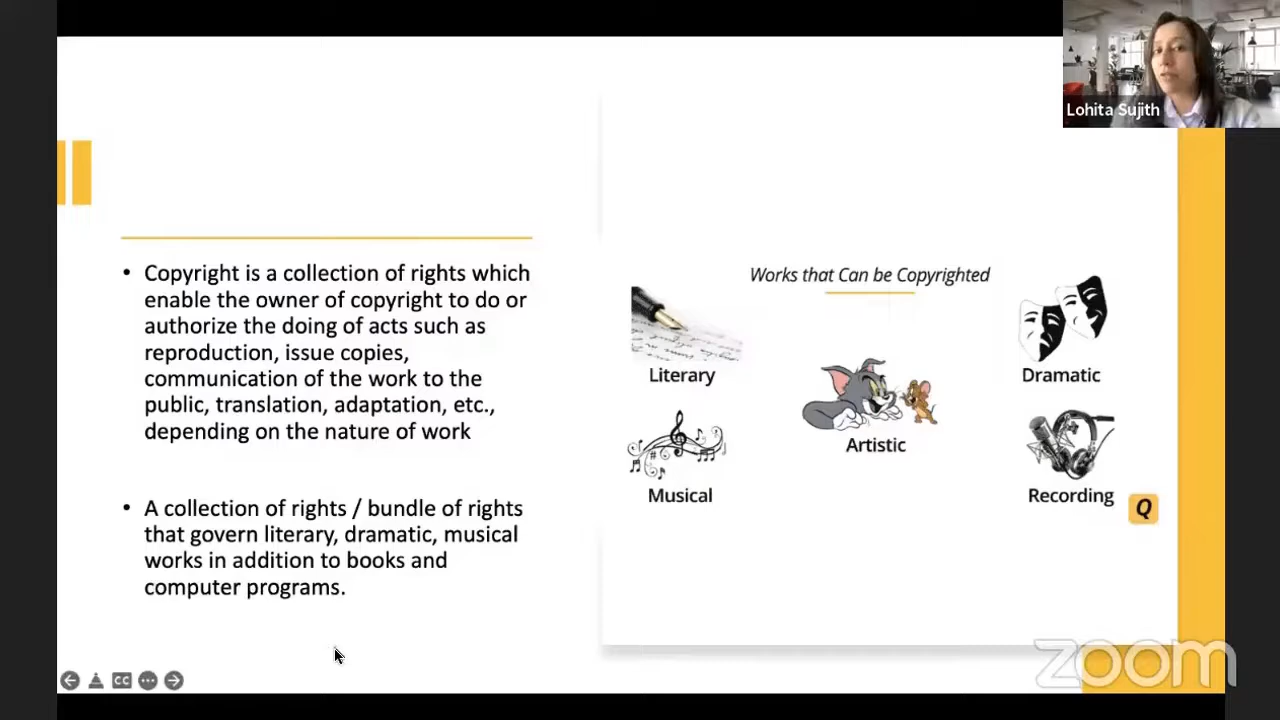 Lohita Sujith
• Copyright is a collection of rights which
enable the owner of copyright to do or
authorize the doing of acts such as
reproduction, issue copies,
communication of the work to the
public, translation, adaptation, etc.,
depending on the nature of work
• A collection of rights / bundle of rights
that govern literary, dramatic, musical
works in addition to books and
computer programs.
Works that Can be Copyrighted
Literary
Dramatic
Artistic
Musical
Recording
Q
CC
zoom